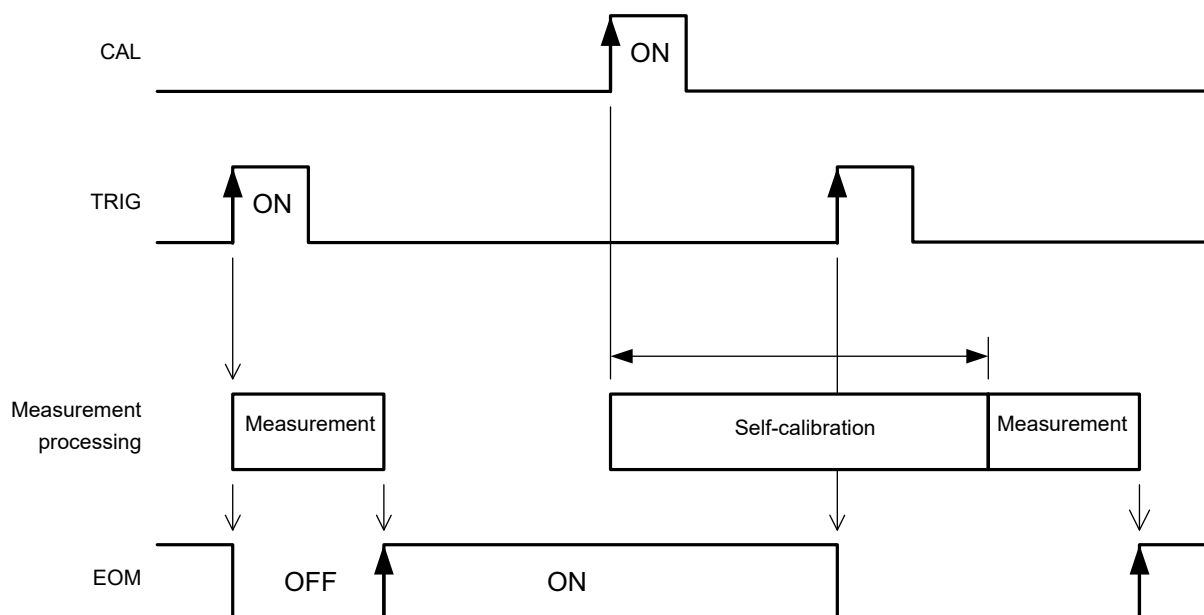 CAL
ON
TRIG
ON
Measurement
processing
Measurement
Self-calibration
Measurement
EOM
OFF
ON